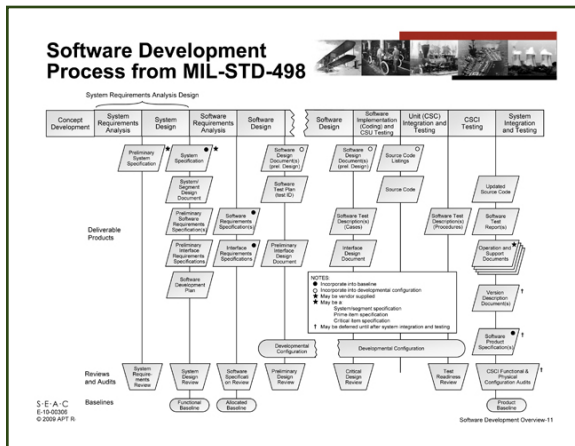 Software Development
Process from MIL-STD-498
System Requirements Analysis Design
Concept
Development
System
Requirements
Analysis
System
Design
Software
Requirements
Analysis
Software
Design
Software
Design
Software
Implementation
(Coding) and
CSU Testing
Unit (CSC)
Integration and
Testing
CSCI
Testing
System
Integration
and Testing
Deliverable
Products
Preliminary
System
Specification
★
System
Specification
● ★
System/
Segment
Design
Document
Preliminary
Software
Requirements
Specification(s)
Preliminary
Interface
Requirements
Specifications
Software
Development
Plan
Software
Requirements
Specification(s)
●
Interface
Requirements
Specifications
●
Software
Design
Document(s)
(prel. Design)
○
Software
Test Plan
(test ID)
Preliminary
Interface
Design
Document
Software
Design
Document(s)
(prel. Design)
○
Software Test
Description(s)
(Cases)
Interface
Design
Document
Source Code
Listings
○
Source Code
Software Test
Description(s)
(Procedures)
Updated
Source Code
Software
Test
Report(s)
Operation and
Support
Documents
★
Version
Description
Document(s)
†
Software
Product
Specification(s)
● †
NOTES:
● Incorporate into baseline
○ Incorporate into developmental configuration
★ May be vendor supplied
★ May be a
System/segment specification
Prime item specification
Critical item specification
† May be deferred until after system integration and testing
Developmental
Configuration
Developmental Configuration
Reviews
and Audits
System
Require-
ments
Review
System
Design
Review
Software
Specificati
on Review
Preliminary
Design
Review
Critical
Design
Review
Test
Readiness
Review
CSCI Functional &
Physical
Configuration Audits
†
Baselines
Functional
Baseline
Allocated
Baseline
Product
Baseline
S·E·A·C
E-10-00308
© 2009 APT R-
Software Development Overview-11